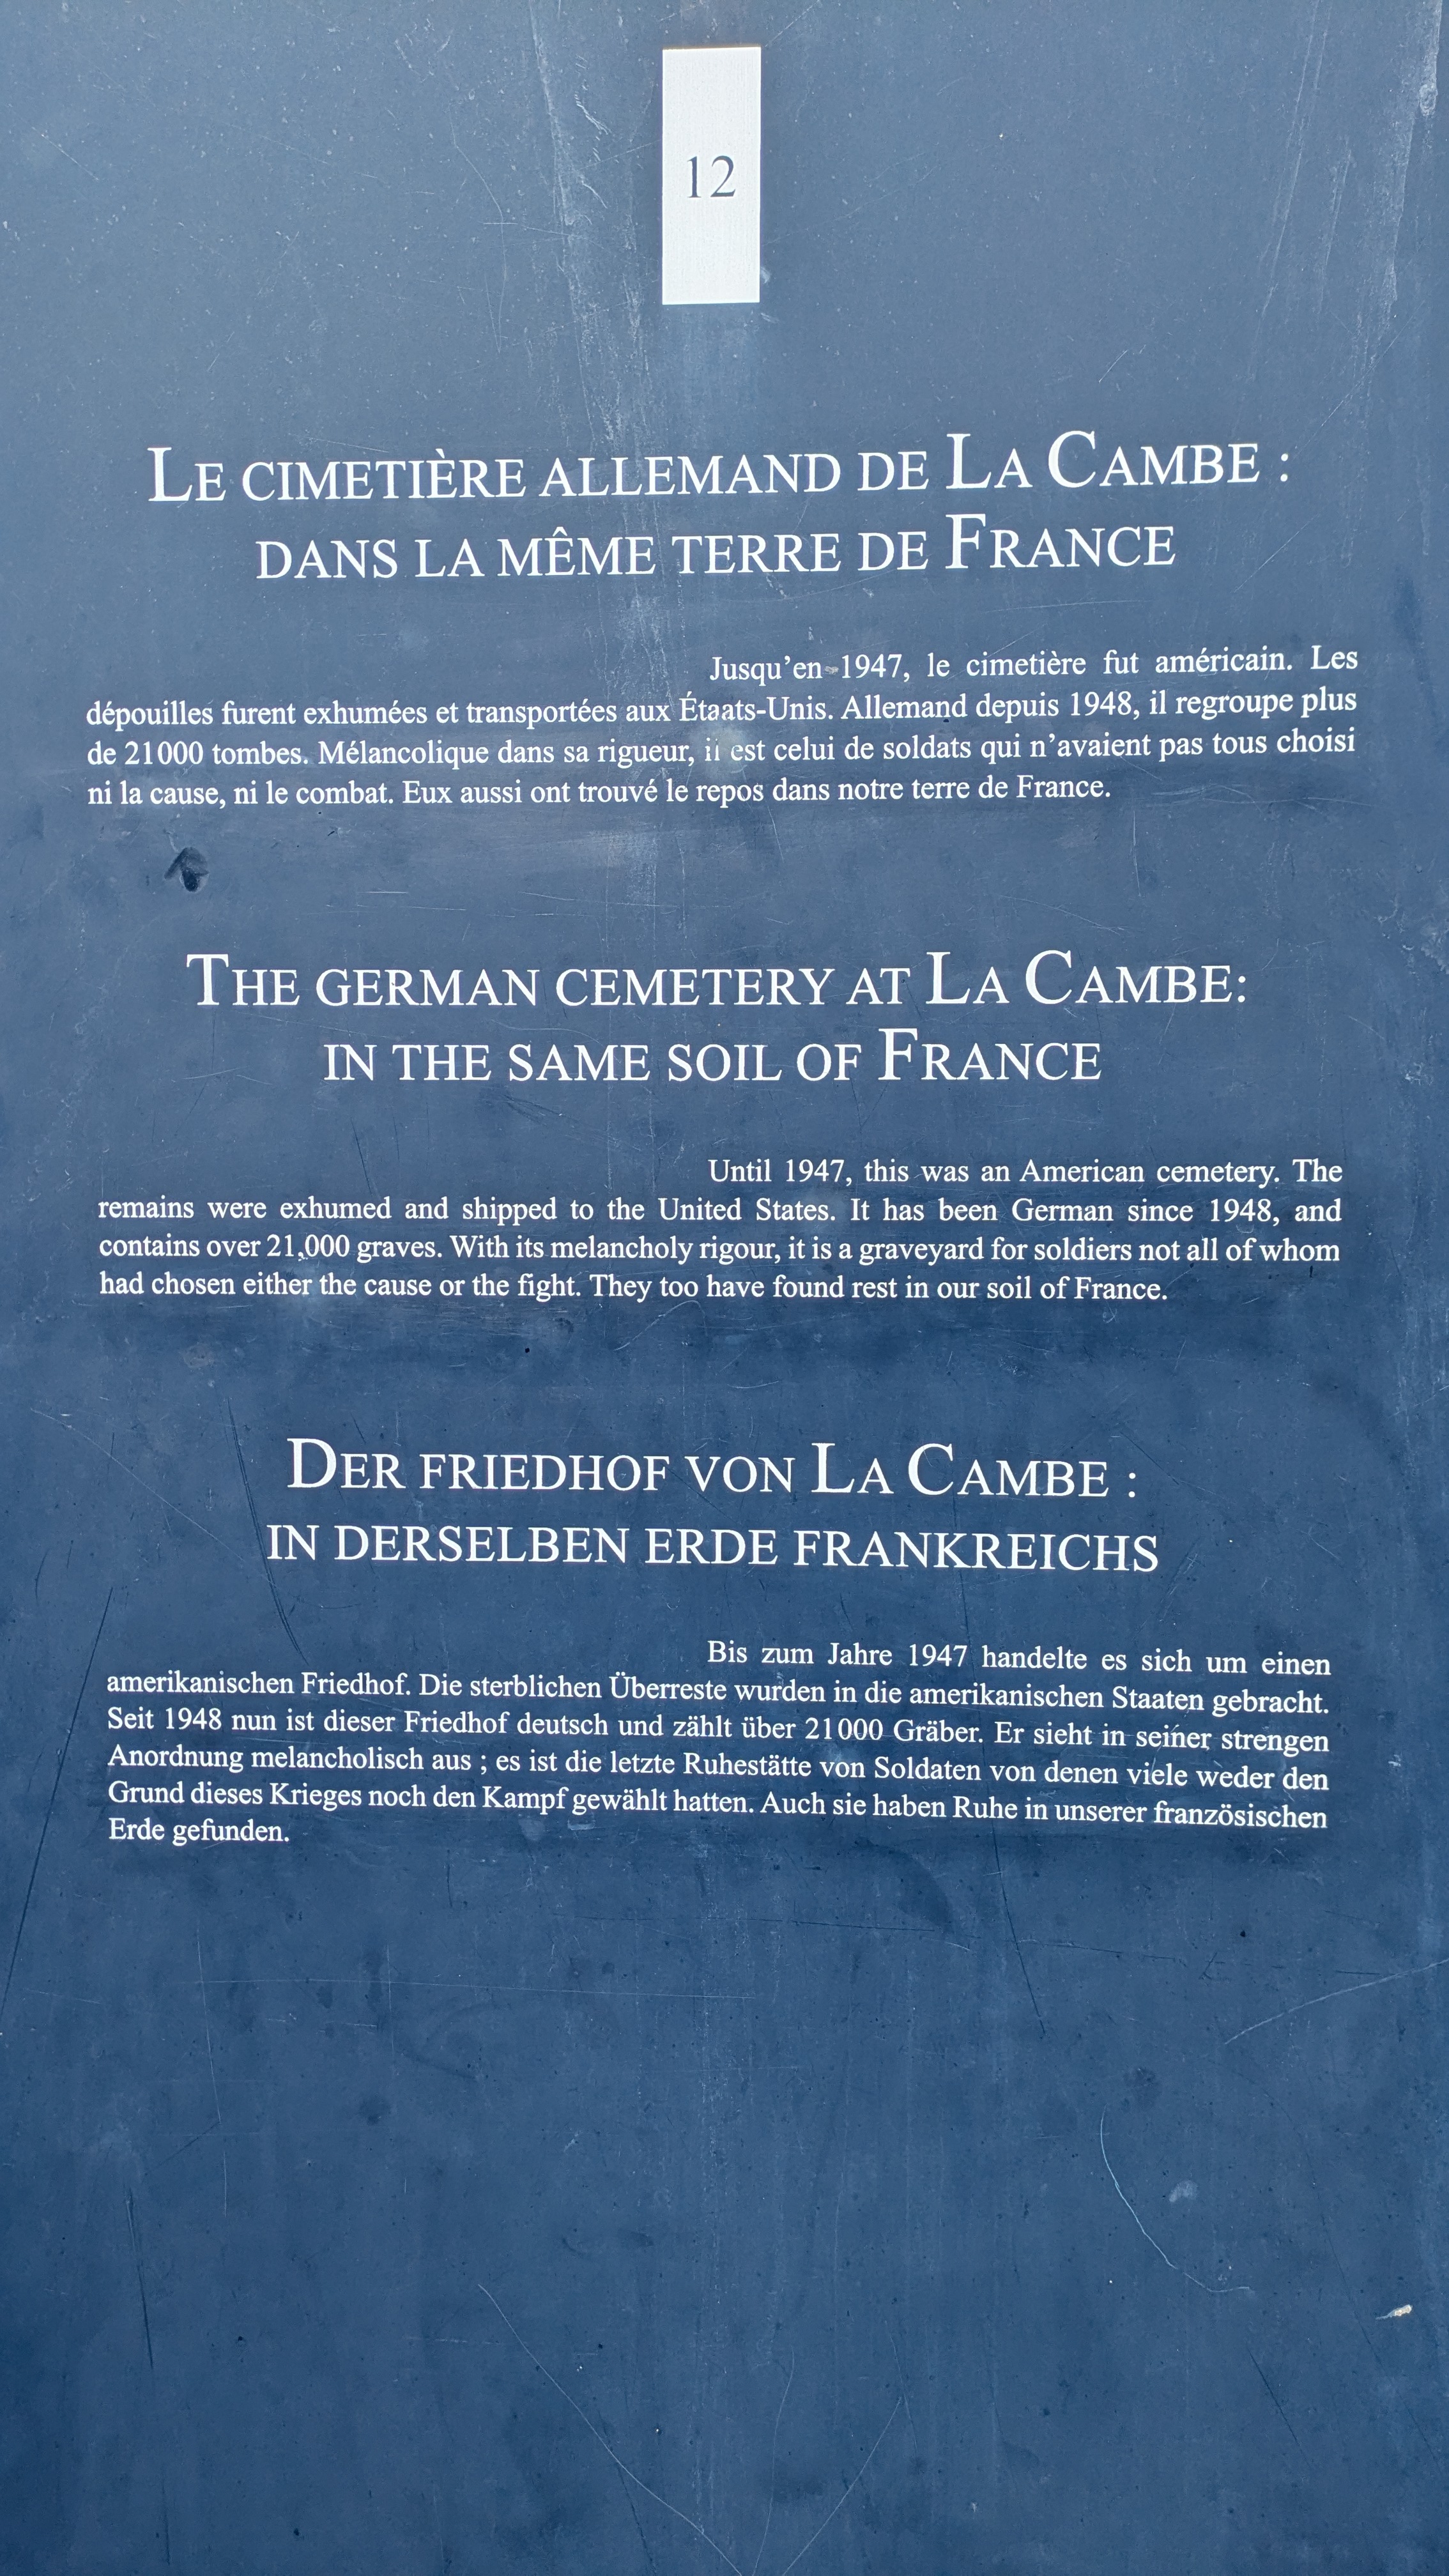 12
LE CIMETIÈRE ALLEMAND DE LA CAMBE :
DANS LA MÊME TERRE DE FRANCE
Jusqu'en 1947, le cimetière fut américain. Les
dépouilles furent exhumées et transportées aux Étaats-Unis. Allemand depuis 1948, il regroupe plus
de 21000 tombes. Mélancolique dans sa rigueur, il est celui de soldats qui n'avaient pas tous choisi
ni la cause, ni le combat. Eux aussi ont trouvé le repos dans notre terre de France.
THE GERMAN CEMETERY AT LA CAMBE:
IN THE SAME SOIL OF FRANCE
Until 1947, this was an American cemetery. The
remains were exhumed and shipped to the United States. It has been German since 1948, and
contains over 21,000 graves. With its melancholy rigour, it is a graveyard for soldiers not all of whom
had chosen either the cause or the fight. They too have found rest in our soil of France.
DER FRIEDHOF VON LA CAMBE :
IN DERSELBEN ERDE FRANKREICHS
Bis zum Jahre 1947 handelte es sich um einen
amerikanischen Friedhof. Die sterblichen Überreste wurden in die amerikanischen Staaten gebracht.
Seit 1948 nun ist dieser Friedhof deutsch und zählt über 21000 Gräber. Er sieht in seiner strengen
Anordnung melancholisch aus ; es ist die letzte Ruhestätte von Soldaten von denen viele weder den
Grund dieses Krieges noch den Kampf gewählt hatten. Auch sie haben Ruhe in unserer französischen
Erde gefunden.